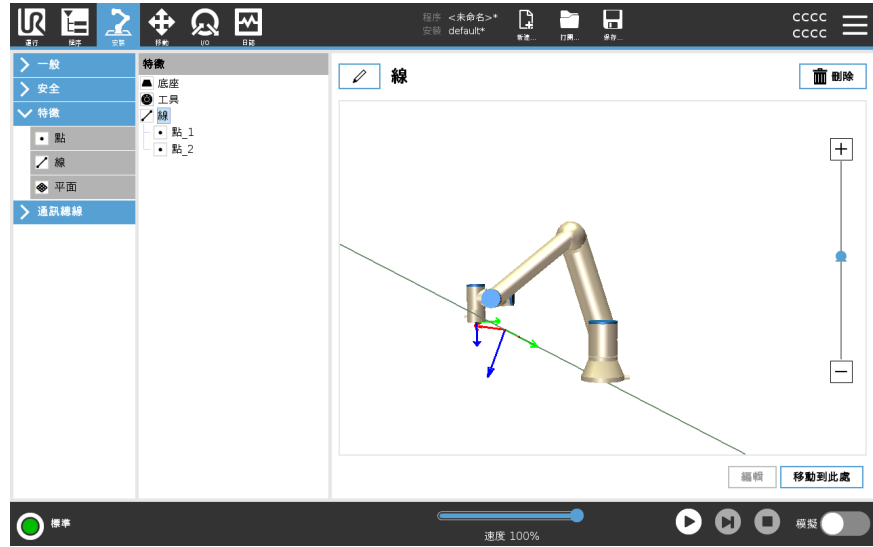 UR
運行
程序
安裝
移動
I/O
日誌
程序 <未命名>*
安裝 default*
新建...
打開...
保存...
CCCC
CCCC
一般
安全
特徵
點
線
平面
通訊總線
特徵
底座
工具
線
點_1
點_2
線
刪除
編輯
移動到此處
標準
速度 100%
模擬